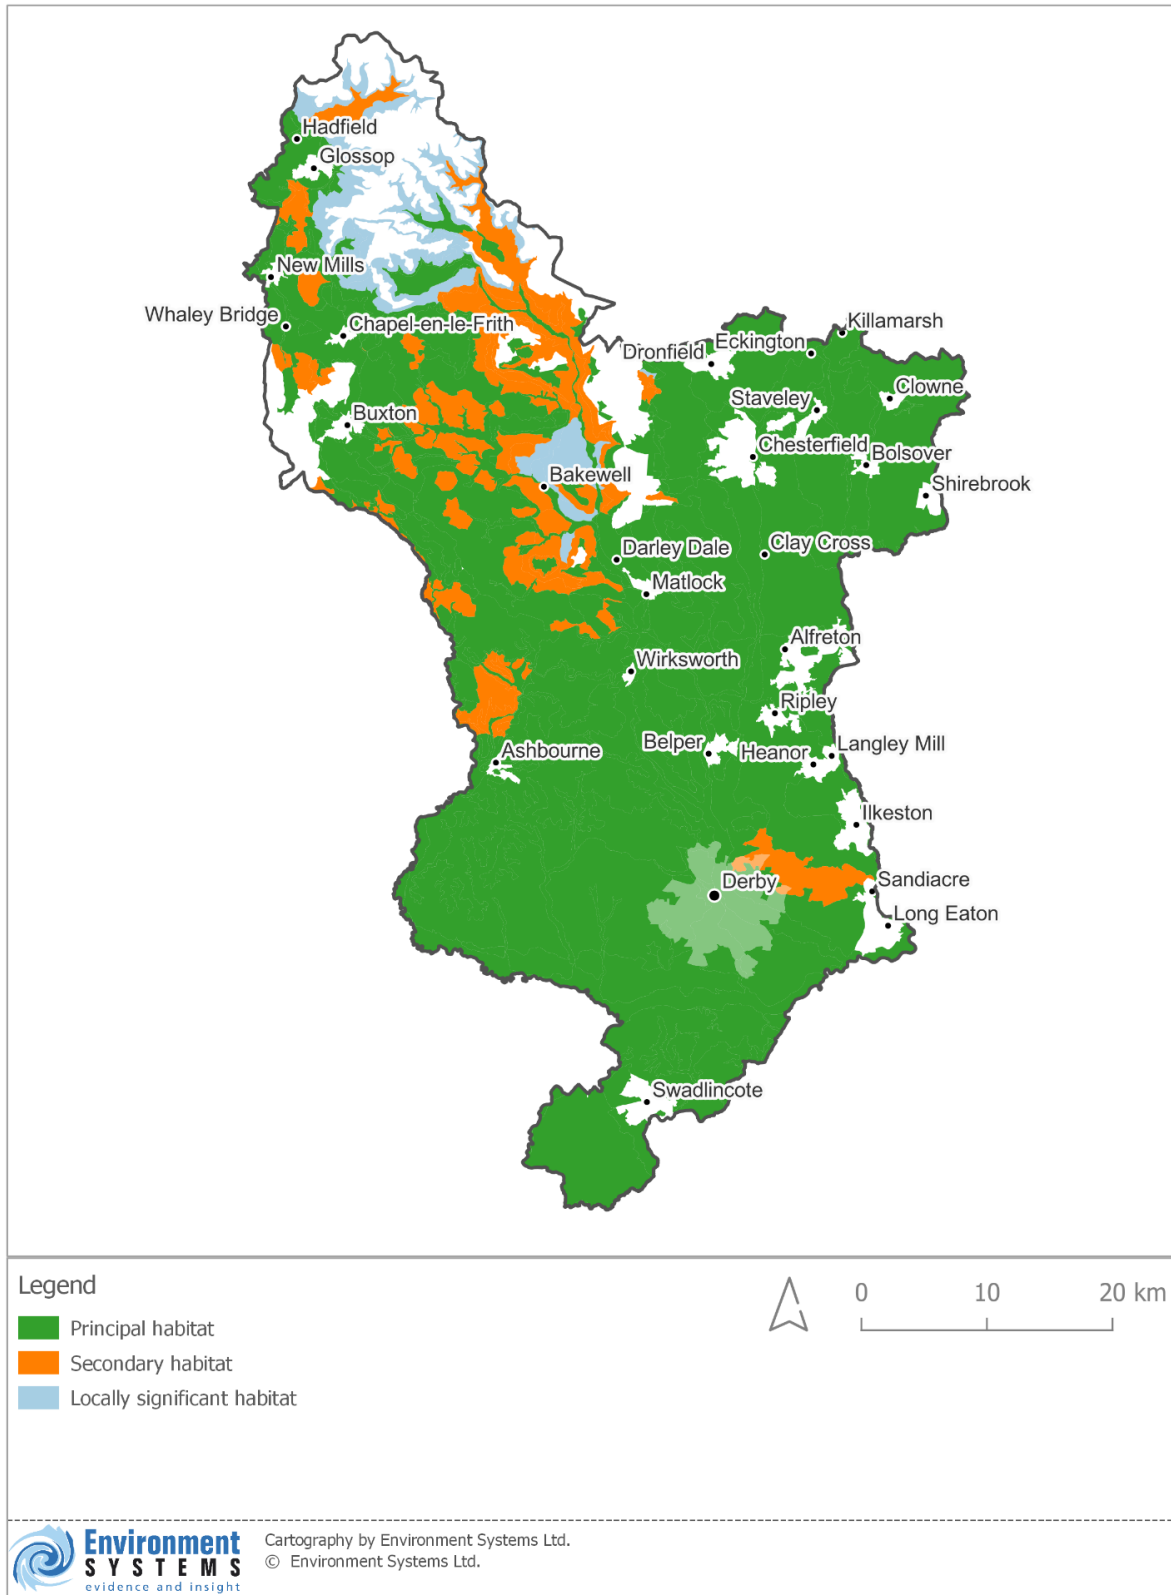 Hadfield
Glossop
New Mills
Whaley Bridge
Chapel-en-le-Frith
Killamarsh
Eckington
Dronfield
Clowne
Staveley
Buxton
Chesterfield
Bolsover
Bakewell
Shirebrook
Darley Dale
Clay Cross
Matlock
Alfreton
Wirksworth
Ripley
Belper
Heanor
Langley Mill
Ashbourne
Ilkeston
Derby
Sandiacre
Long Eaton
Swadlincote
Legend
Principal habitat
Secondary habitat
Locally significant habitat
0 10 20 km
Environment
SYSTEMS
evidence and insight
Cartography by Environment Systems Ltd.
© Environment Systems Ltd.